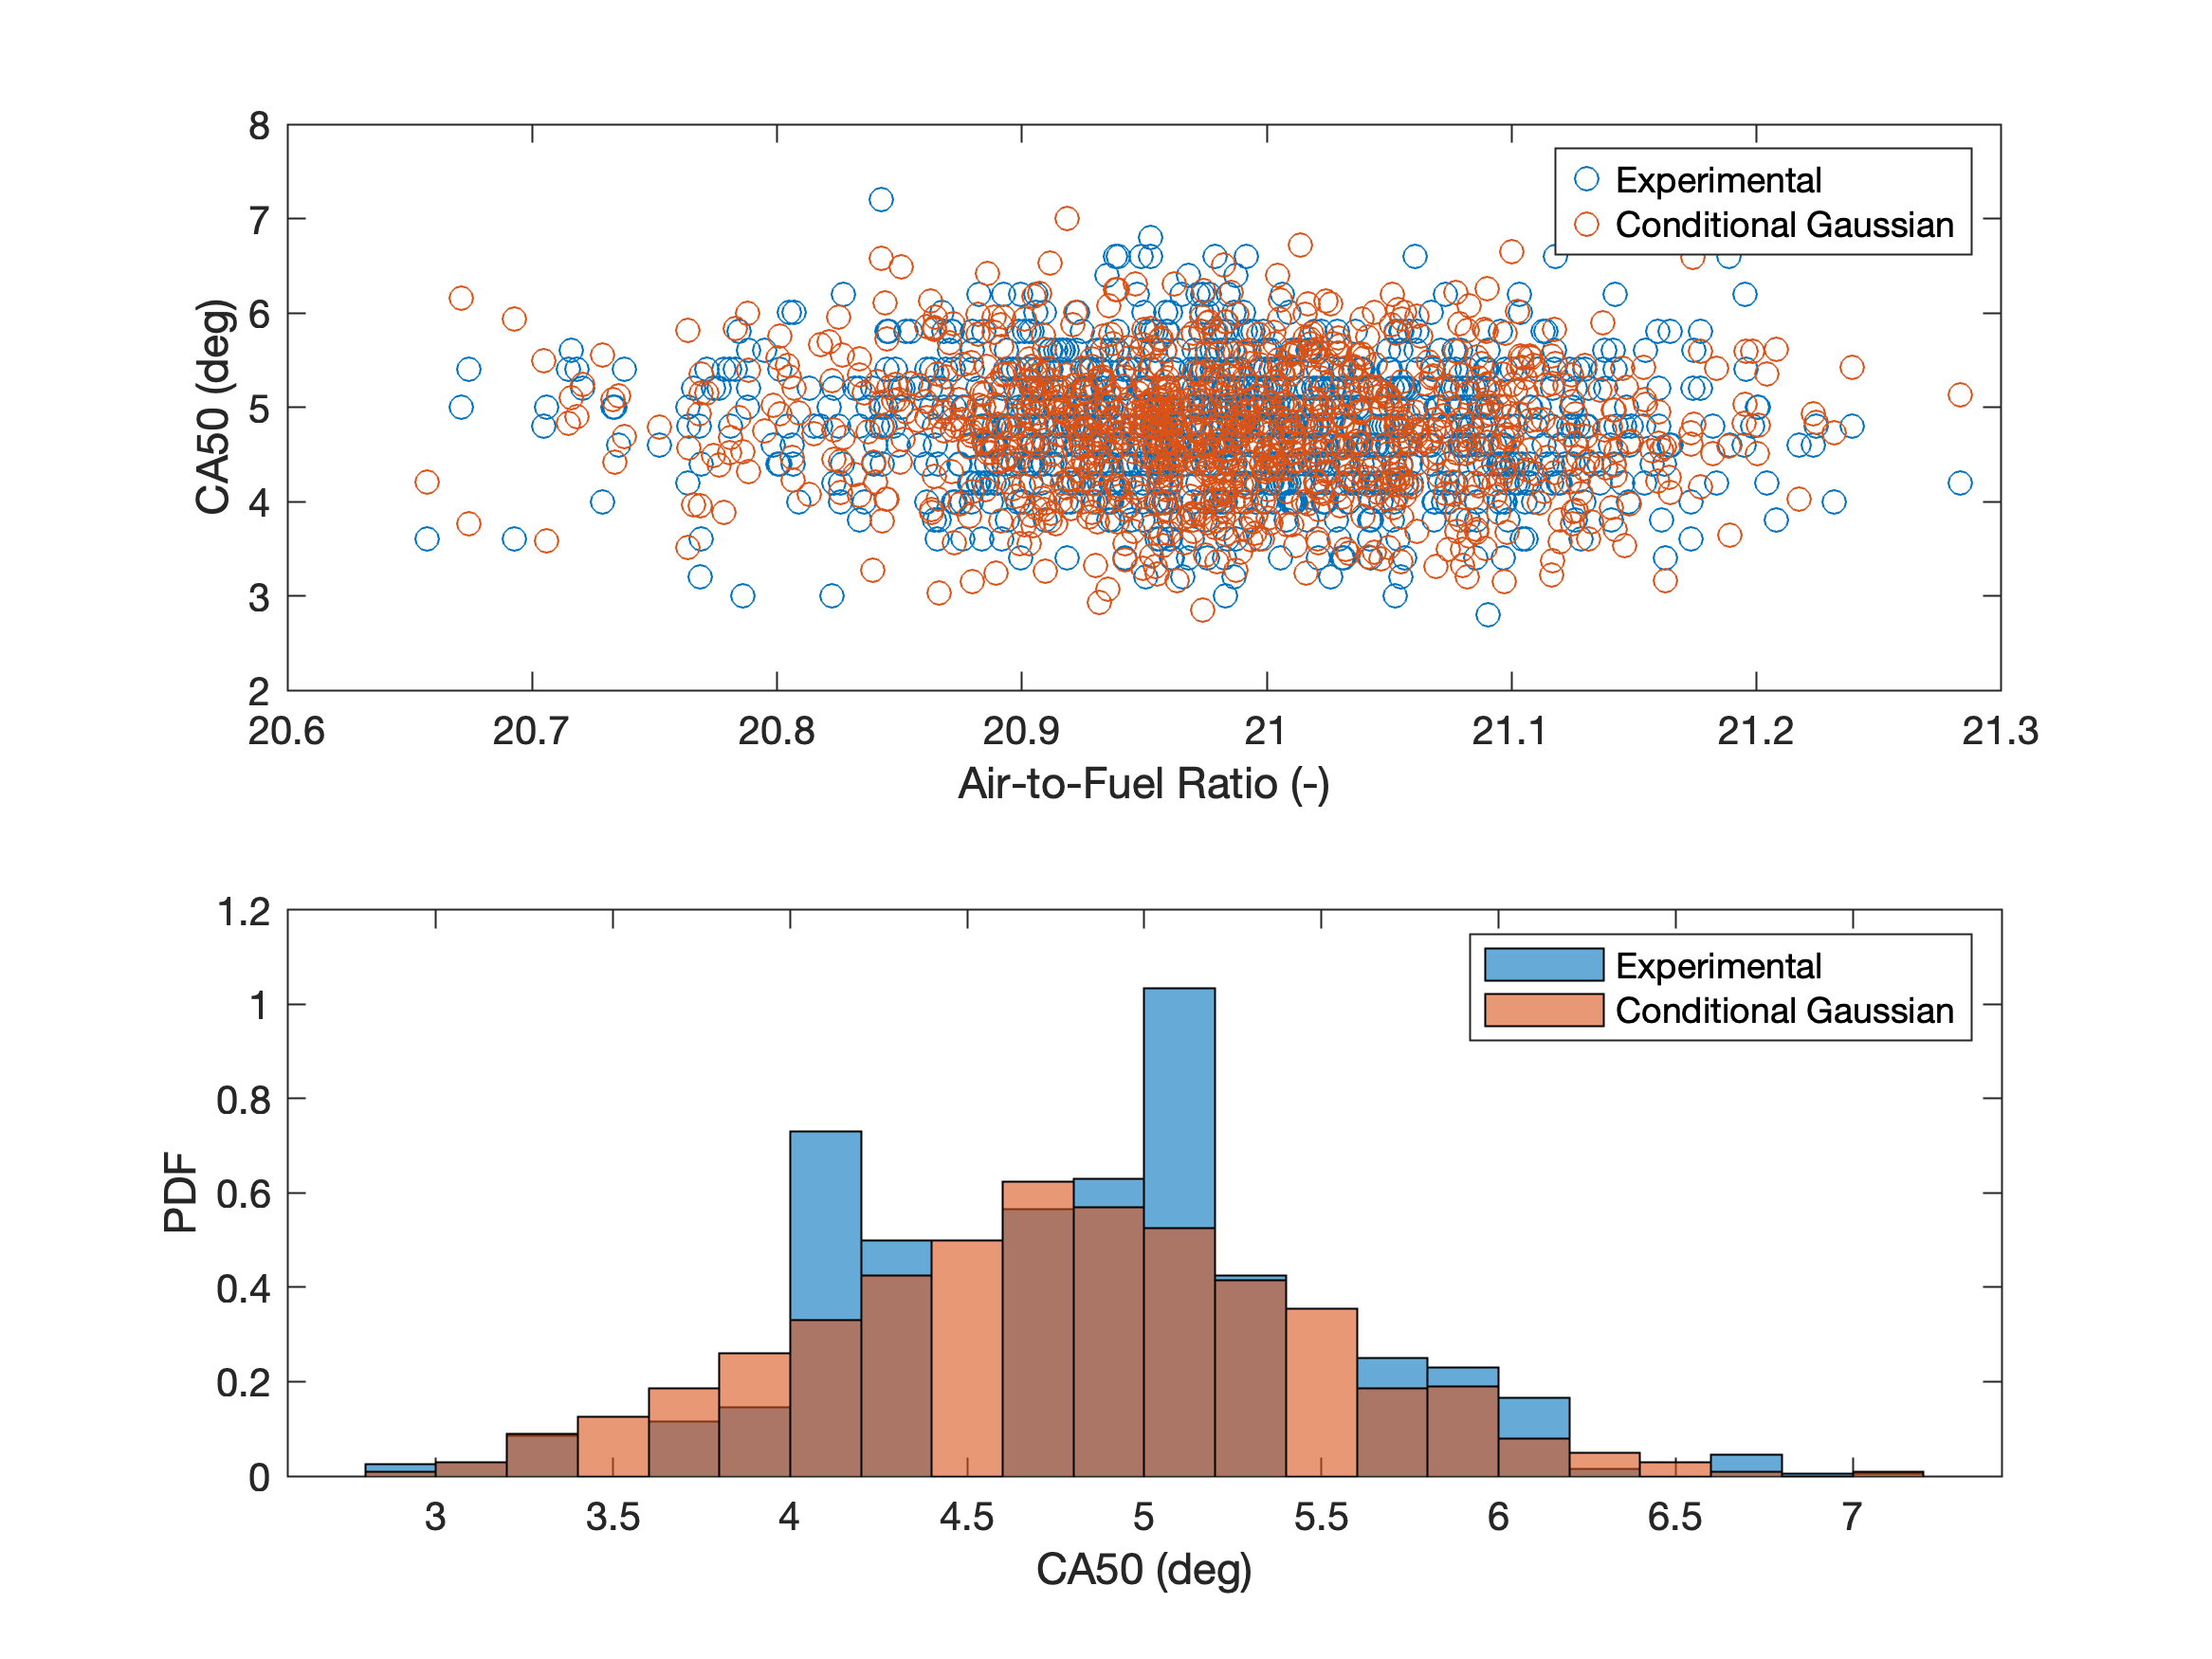 8
7
6
5
4
3
2
CA50 (deg)
Experimental
Conditional Gaussian
20.6 20.7 20.8 20.9 21 21.1 21.2 21.3
Air-to-Fuel Ratio (-)
1.2
1
0.8
0.6
0.4
0.2
0
PDF
Experimental
Conditional Gaussian
3 3.5 4 4.5 5 5.5 6 6.5 7
CA50 (deg)